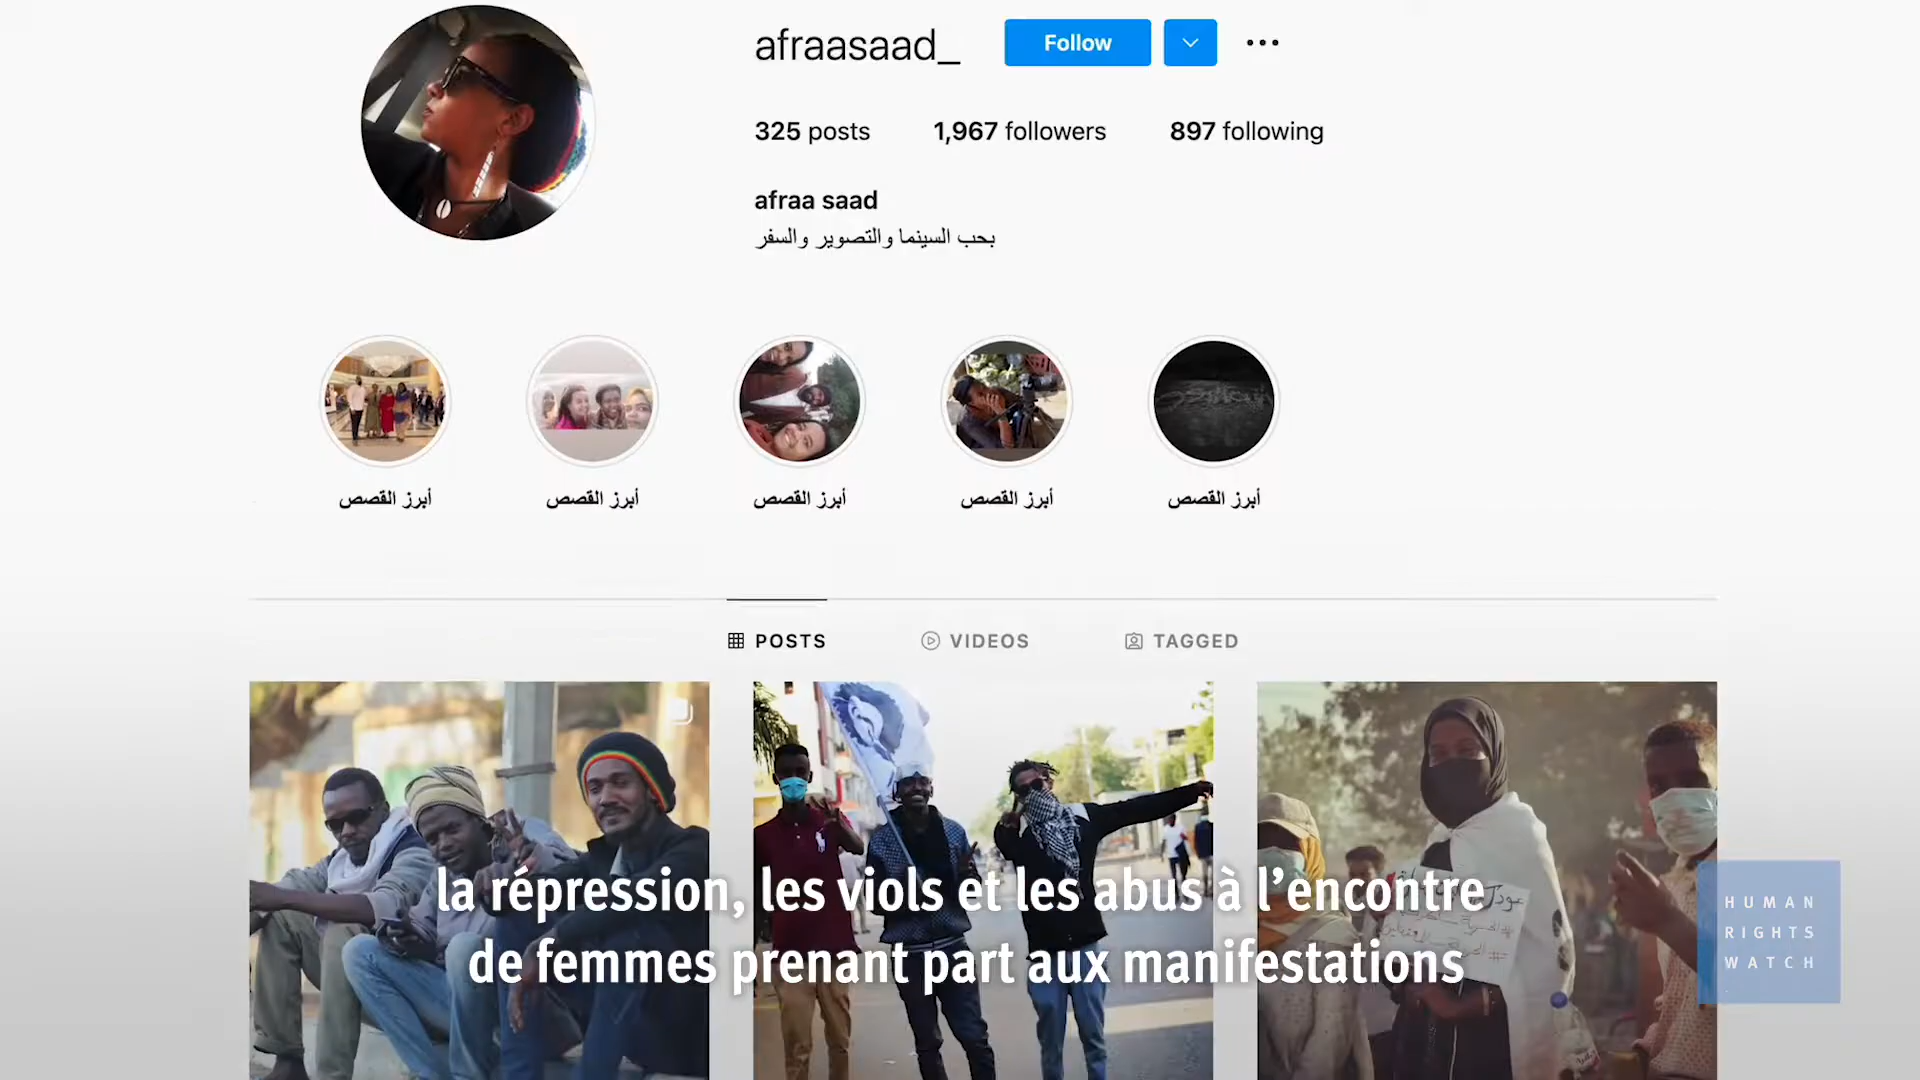 afraasaad_
Follow
325 posts
1,967 followers
897 following
afraa saad
بحب السينما والتصوير والسفر
أبرز القصص
أبرز القصص
أبرز القصص
أبرز القصص
أبرز القصص
POSTS
VIDEOS
TAGGED
la répression, les viols et les abus à l’encontre
de femmes prenant part aux manifestations
HUMAN
RIGHTS
WATCH